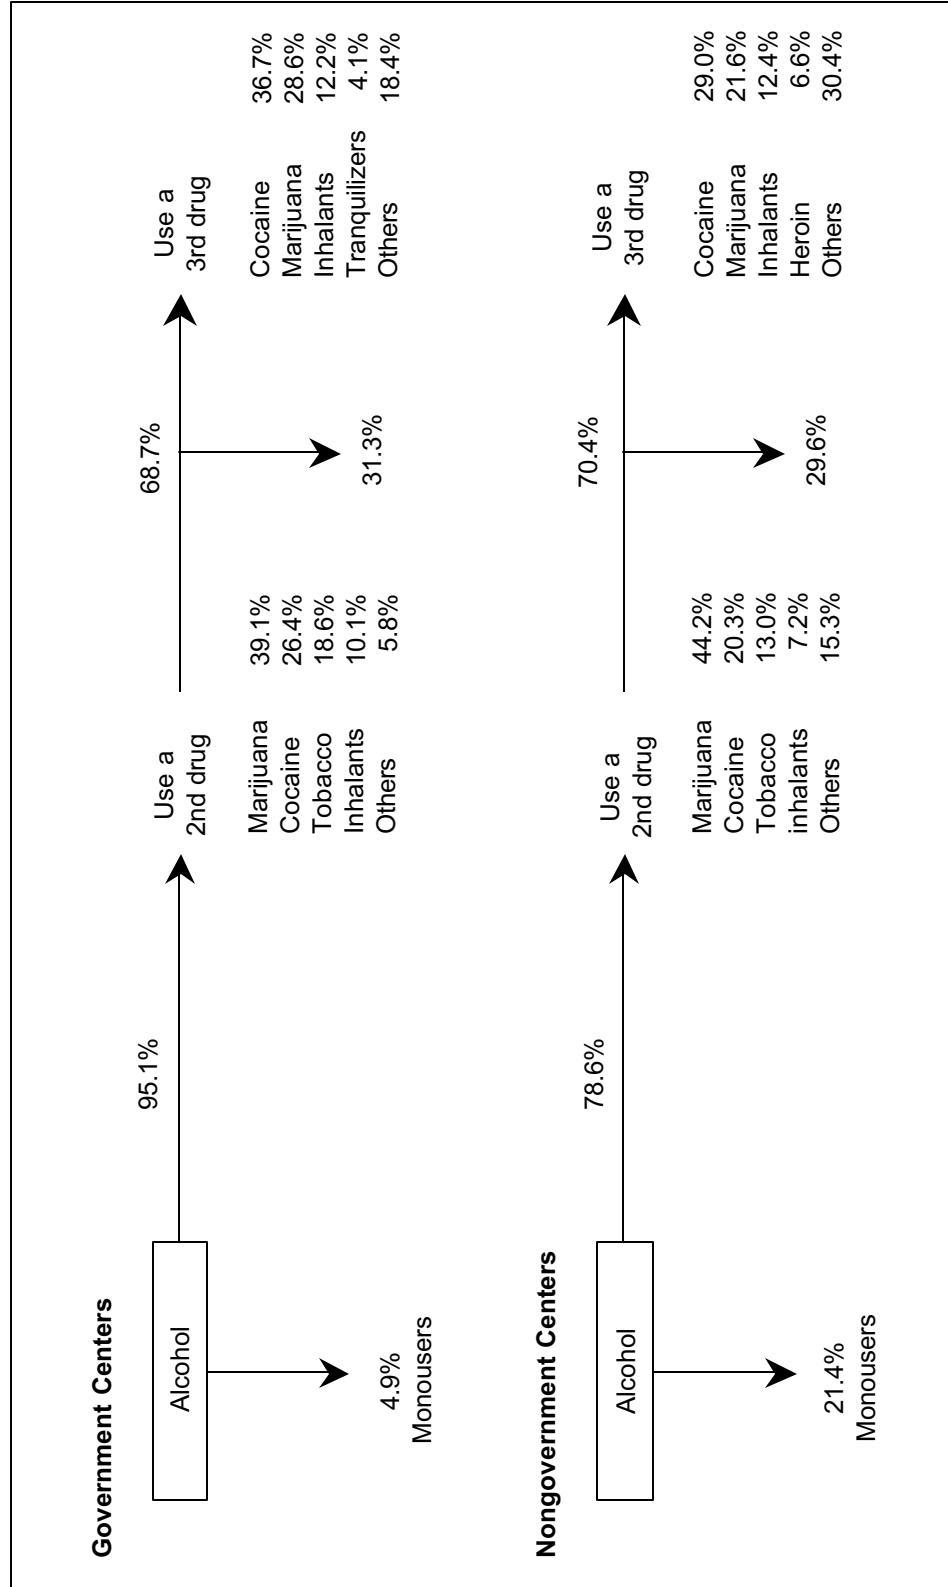 Government Centers
Alcohol
4.9%
Monousers
95.1%
Use a
2nd drug
Marijuana 39.1%
Cocaine 26.4%
Tobacco 18.6%
Inhalants 10.1%
Others 5.8%
68.7%
31.3%
Use a
3rd drug
Cocaine 36.7%
Marijuana 28.6%
Inhalants 12.2%
Tranquilizers 4.1%
Others 18.4%
Nongovernment Centers
Alcohol
21.4%
Monousers
78.6%
Use a
2nd drug
Marijuana 44.2%
Cocaine 20.3%
Tobacco 13.0%
inhalants 7.2%
Others 15.3%
70.4%
29.6%
Use a
3rd drug
Cocaine 29.0%
Marijuana 21.6%
Inhalants 12.4%
Heroin 6.6%
Others 30.4%